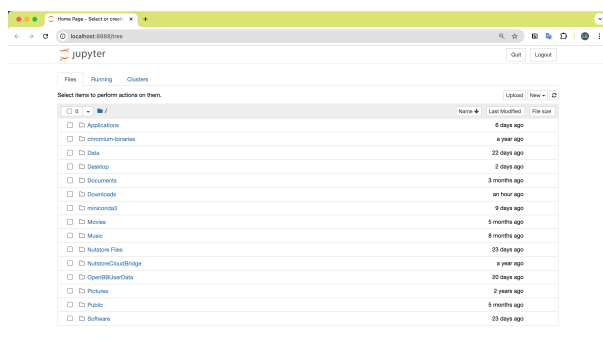 Home Page - Select or create
localhost:8888/tree
jupyter
Quit Logout
Files Running Clusters
Select items to perform actions on them.
Upload New
0 / Name Last Modified File size
Applications 6 days ago
chromium-binaries a year ago
Data 22 days ago
Desktop 2 days ago
Documents 3 months ago
Downloads an hour ago
miniconda3 9 days ago
Movies 5 months ago
Music 8 months ago
Nutstore Files 23 days ago
NutstoreCloudBridge a year ago
OpenBBUserData 20 days ago
Pictures 2 years ago
Public 5 months ago
Software 23 days ago